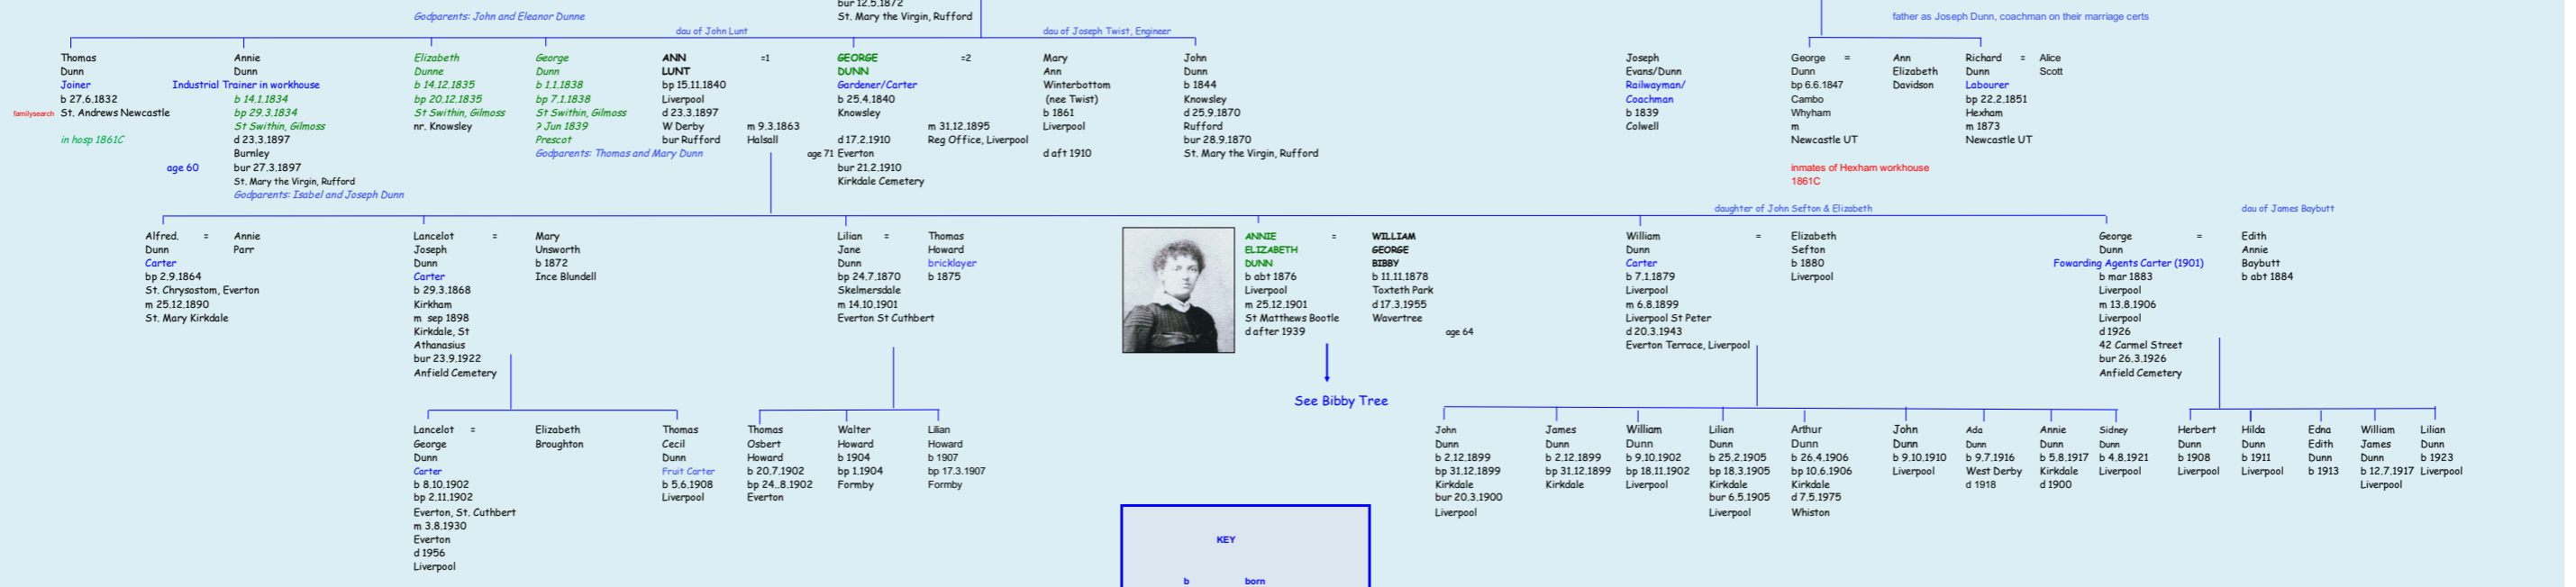 bur 12.5.1872
Godparents: John and Eleanor Dunne
St. Mary the Virgin, Rufford
father as Joseph Dunn, coachman on their marriage certs
dau of John Lunt
dau of Joseph Twist, Engineer
Thomas
Dunn
Joiner
b 27.6.1832
familysearch
St. Andrews Newcastle
in hosp 1861C
Annie
Dunn
Industrial Trainer in workhouse
b 14.1.1834
bp 29.3.1834
St Swithin, Gilmoss
d 23.3.1897
Burnley
age 60
bur 27.3.1897
St. Mary the Virgin, Rufford
Godparents: Isabel and Joseph Dunn
Elizabeth
Dunne
b 14.12.1835
bp 20.12.1835
St Swithin, Gilmoss
nr. Knowsley
George
Dunn
b 1.1.1838
bp 7.1.1838
St Swithin, Gilmoss
? Jun 1839
Prescot
Godparents: Thomas and Mary Dunn
ANN
LUNT
bp 15.11.1840
Liverpool
d 23.3.1897
W Derby
bur Rufford
=1
m 9.3.1863
Halsall
GEORGE
DUNN
Gardener/Carter
b 25.4.1840
Knowsley
d 17.2.1910
age 71
Everton
bur 21.2.1910
Kirkdale Cemetery
=2
m 31.12.1895
Reg Office, Liverpool
Mary
Ann
Winterbottom
(nee Twist)
b 1861
Liverpool
d aft 1910
John
Dunn
b 1844
Knowsley
d 25.9.1870
Rufford
bur 28.9.1870
St. Mary the Virgin, Rufford
Joseph
Evans/Dunn
Railwayman/
Coachman
b 1839
Colwell
George =
Dunn
bp 6.6.1847
Cambo
Whyham
m
Newcastle UT
Ann
Elizabeth
Davidson
Richard =
Dunn
Labourer
bp 22.2.1851
Hexham
m 1873
Newcastle UT
Alice
Scott
inmates of Hexham workhouse
1861C
daughter of John Sefton & Elizabeth
dau of James Baybutt
Alfred. =
Dunn
Carter
bp 2.9.1864
St. Chrysostom, Everton
m 25.12.1890
St. Mary Kirkdale
Annie
Parr
Lancelot =
Joseph
Dunn
Carter
b 29.3.1868
Kirkham
m sep 1898
Kirkdale, St
Athanasius
bur 23.9.1922
Anfield Cemetery
Mary
Unsworth
b 1872
Ince Blundell
Lilian =
Jane
Dunn
bp 24.7.1870
Skelmersdale
m 14.10.1901
Everton St Cuthbert
Thomas
Howard
bricklayer
b 1875
ANNIE =
ELIZABETH
DUNN
b abt 1876
Liverpool
m 25.12.1901
St Matthews Bootle
d after 1939
WILLIAM
GEORGE
BIBBY
b 11.11.1878
Toxteth Park
d 17.3.1955
Wavertree
See Bibby Tree
William =
Dunn
Carter
b 7.1.1879
Liverpool
m 6.8.1899
Liverpool St Peter
age 64
d 20.3.1943
Everton Terrace, Liverpool
Elizabeth
Sefton
b 1880
Liverpool
George =
Dunn
Fowarding Agents Carter (1901)
b mar 1883
Liverpool
m 13.8.1906
Liverpool
d 1926
42 Carmel Street
bur 26.3.1926
Anfield Cemetery
Edith
Annie
Baybutt
b abt 1884
Lancelot =
George
Dunn
Carter
b 8.10.1902
bp 2.11.1902
Everton, St. Cuthbert
m 3.8.1930
Everton
d 1956
Liverpool
Elizabeth
Broughton
Thomas
Cecil
Dunn
Fruit Carter
b 5.6.1908
Liverpool
Thomas
Osbert
Howard
b 20.7.1902
bp 24..8.1902
Everton
Walter
Howard
b 1904
bp 1.1904
Formby
Lilian
Howard
b 1907
bp 17.3.1907
Formby
John
Dunn
b 2.12.1899
bp 31.12.1899
Kirkdale
bur 20.3.1900
Liverpool
James
Dunn
b 2.12.1899
bp 31.12.1899
Kirkdale
William
Dunn
b 9.10.1902
bp 18.11.1902
Liverpool
Lilian
Dunn
b 25.2.1905
bp 18.3.1905
Kirkdale
bur 6.5.1905
Liverpool
Arthur
Dunn
b 26.4.1906
bp 10.6.1906
Kirkdale
d 7.5.1975
Whiston
John
Dunn
b 9.10.1910
Liverpool
Ada
Dunn
b 9.7.1916
West Derby
d 1918
Annie
Dunn
b 5.8.1917
Kirkdale
d 1900
Sidney
Dunn
b 4.8.1921
Liverpool
Herbert
Dunn
b 1908
Liverpool
Hilda
Dunn
b 1911
Liverpool
Edna
Edith
Dunn
b 1913
William
James
Dunn
b 12.7.1917
Liverpool
Lilian
Dunn
b 1923
Liverpool
KEY
b born